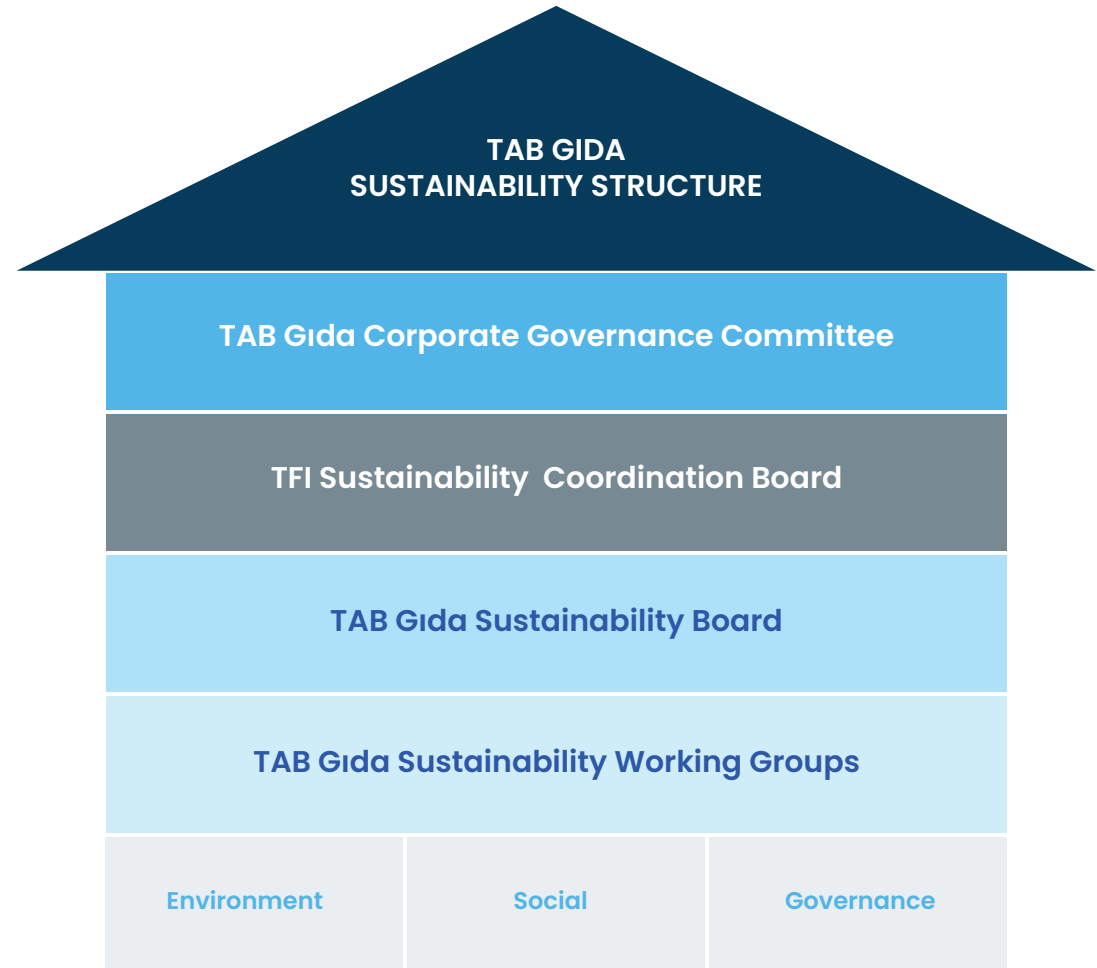 TAB GIDA
SUSTAINABILITY STRUCTURE
TAB Gıda Corporate Governance Committee
TFI Sustainability  Coordination Board
TAB Gıda Sustainability Board
TAB Gıda Sustainability Working Groups
Environment
Social
Governance